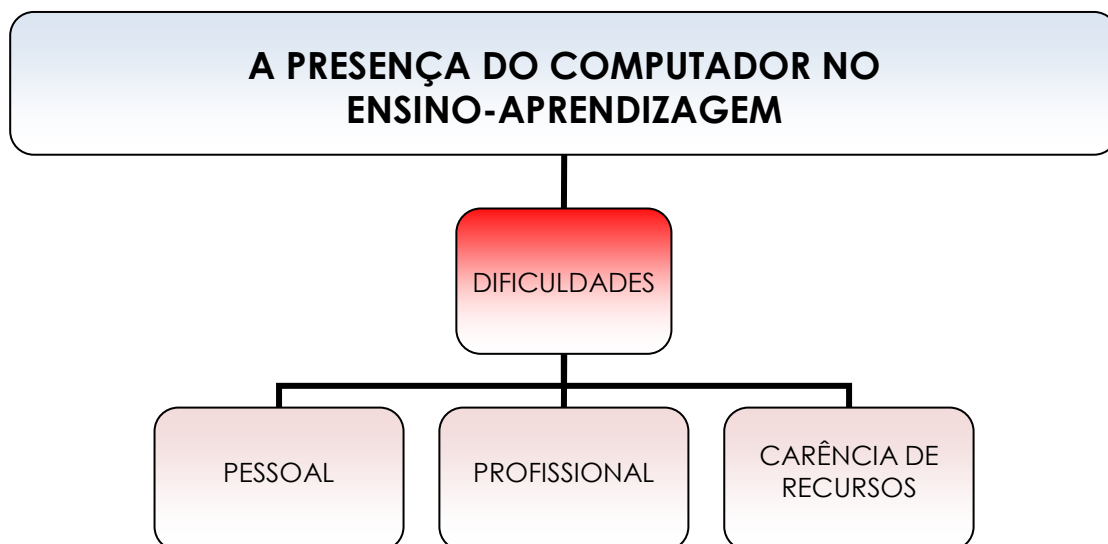 A PRESENÇA DO COMPUTADOR NO
ENSINO-APRENDIZAGEM
DIFICULDADES
PESSOAL
PROFISSIONAL
CARÊNCIA DE
RECURSOS